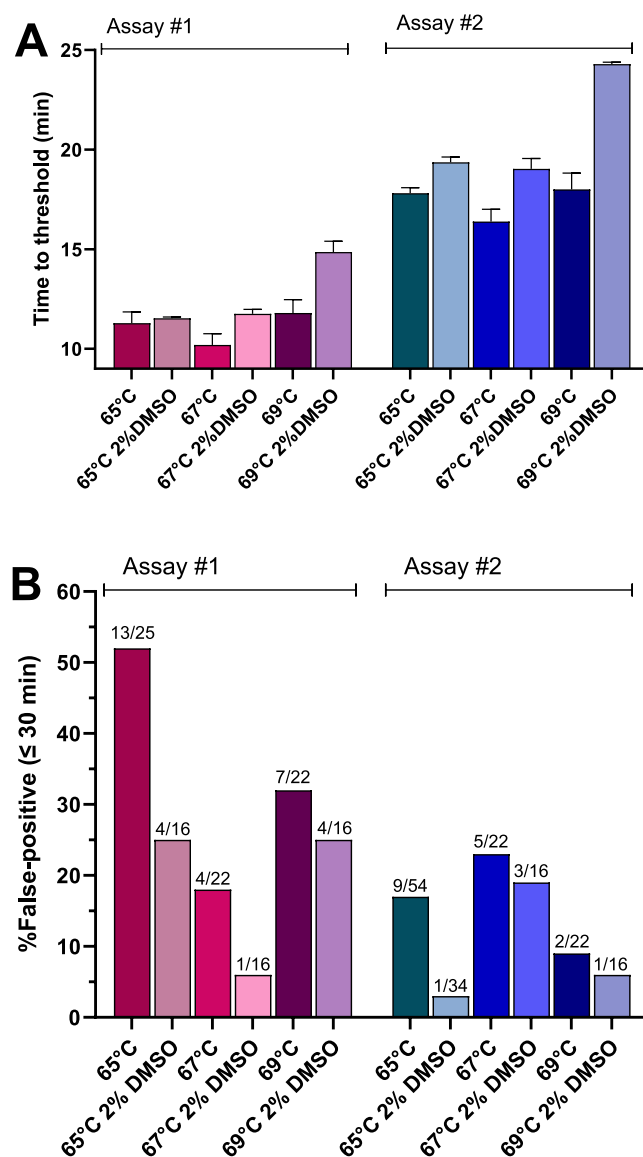 A
Assay #1
Assay #2
Time to threshold (min)
25
20
15
10
65°C
65°C 2%DMSO
67°C
67°C 2%DMSO
69°C
69°C 2%DMSO
65°C
65°C 2%DMSO
67°C
67°C 2%DMSO
69°C
69°C 2%DMSO
B
Assay #1
Assay #2
%False-positive (≤ 30 min)
60
50
40
30
20
10
0
13/25
4/16
4/22
1/16
7/22
4/16
9/54
1/34
5/22
3/16
2/22
1/16
65°C
65°C 2% DMSO
67°C
67°C 2% DMSO
69°C
69°C 2% DMSO
65°C
65°C 2% DMSO
67°C
67°C 2% DMSO
69°C
69°C 2% DMSO